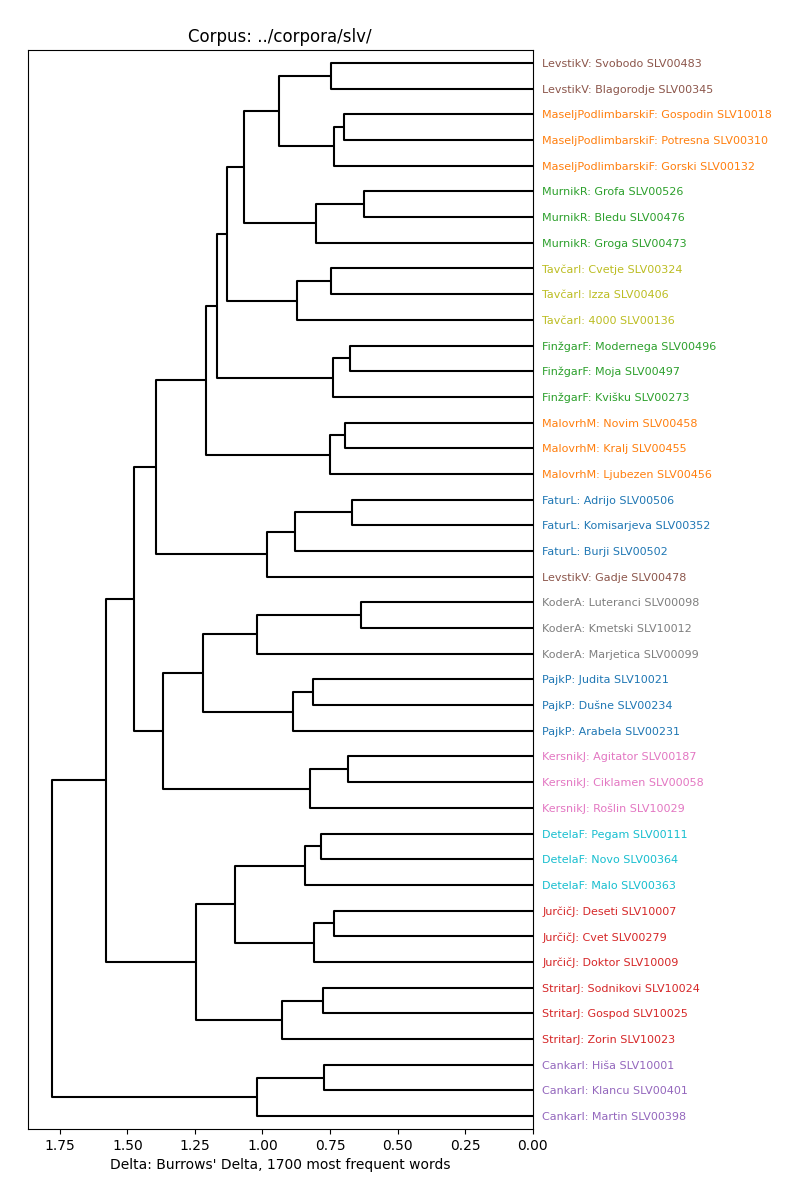 Corpus: ../corpora/slv/
LevstikV: Svobodo SLV00483
LevstikV: Blagorodje SLV00345
MaseljPodlimbarskiF: Gospodin SLV10018
MaseljPodlimbarskiF: Potresna SLV00310
MaseljPodlimbarskiF: Gorski SLV00132
MurnikR: Grofa SLV00526
MurnikR: Bledu SLV00476
MurnikR: Groga SLV00473
TavčarI: Cvetje SLV00324
TavčarI: Izza SLV00406
TavčarI: 4000 SLV00136
FinžgarF: Modernega SLV00496
FinžgarF: Moja SLV00497
FinžgarF: Kvišku SLV00273
MalovrhM: Novim SLV00458
MalovrhM: Kralj SLV00455
MalovrhM: Ljubezen SLV00456
FaturL: Adrijo SLV00506
FaturL: Komisarjeva SLV00352
FaturL: Burji SLV00502
LevstikV: Gadje SLV00478
KoderA: Luteranci SLV00098
KoderA: Kmetski SLV10012
KoderA: Marjetica SLV00099
PajkP: Judita SLV10021
PajkP: Dušne SLV00234
PajkP: Arabela SLV00231
KersnikJ: Agitator SLV00187
KersnikJ: Ciklamen SLV00058
KersnikJ: Rošlin SLV10029
DetelaF: Pegam SLV00111
DetelaF: Novo SLV00364
DetelaF: Malo SLV00363
JurčičJ: Deseti SLV10007
JurčičJ: Cvet SLV00279
JurčičJ: Doktor SLV10009
StritarJ: Sodnikovi SLV10024
StritarJ: Gospod SLV10025
StritarJ: Zorin SLV10023
CankarI: Hiša SLV10001
CankarI: Klancu SLV00401
CankarI: Martin SLV00398
1.75 1.50 1.25 1.00 0.75 0.50 0.25 0.00
Delta: Burrows' Delta, 1700 most frequent words